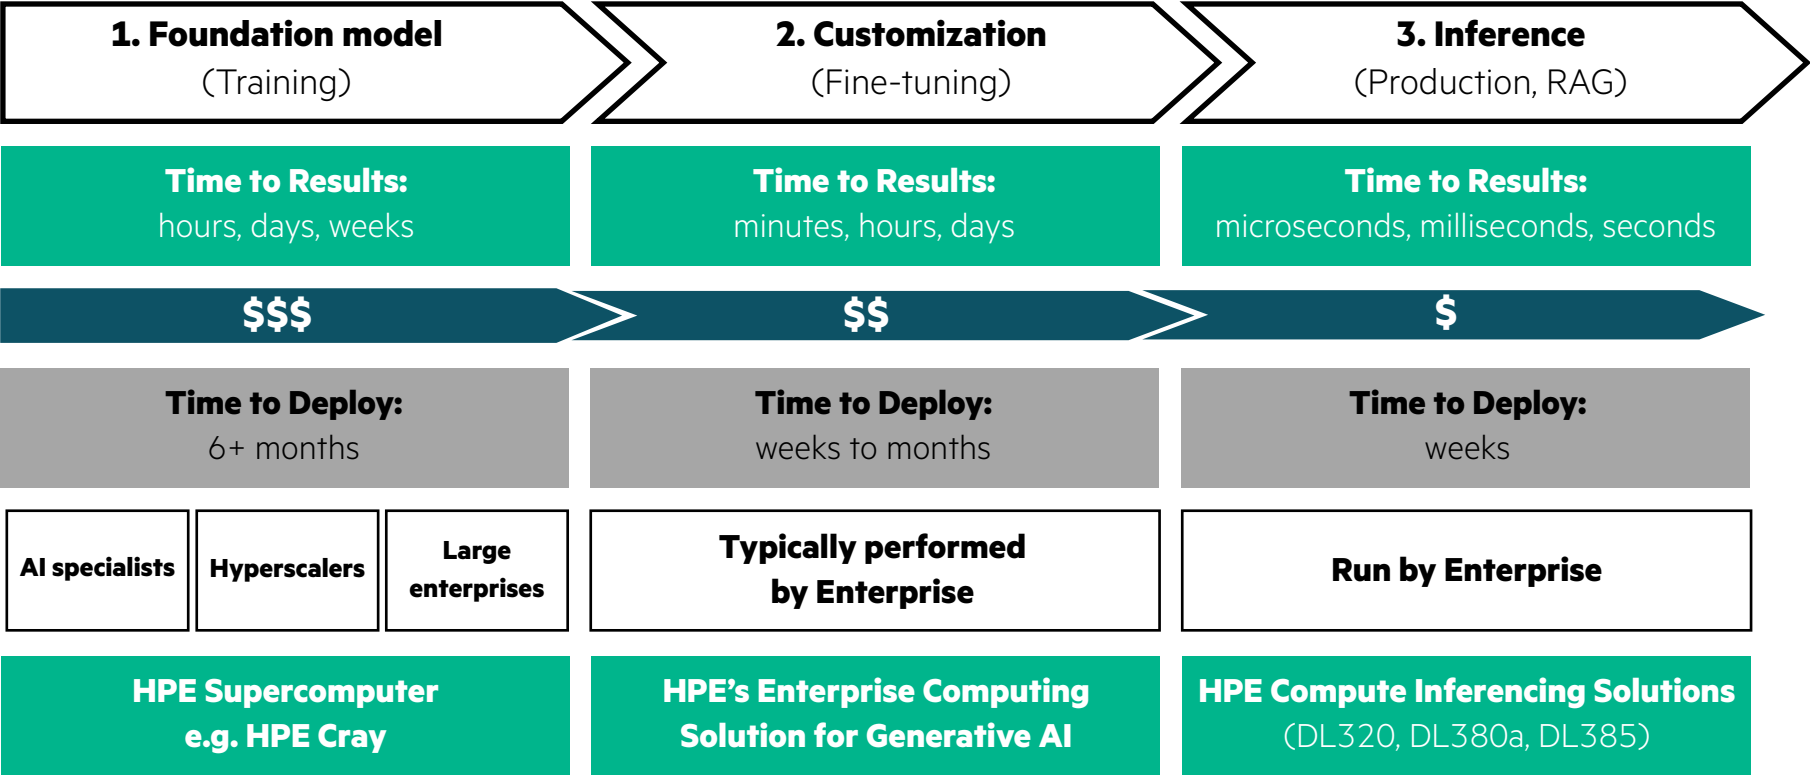 1. Foundation model
(Training)
2. Customization
(Fine-tuning)
3. Inference
(Production, RAG)
Time to Results:
hours, days, weeks
Time to Results:
minutes, hours, days
Time to Results:
microseconds, milliseconds, seconds
$$$
$$
$
Time to Deploy:
6+ months
Time to Deploy:
weeks to months
Time to Deploy:
weeks
AI specialists
Hyperscalers
Large
enterprises
Typically performed
by Enterprise
Run by Enterprise
HPE Supercomputer
e.g. HPE Cray
HPE’s Enterprise Computing
Solution for Generative AI
HPE Compute Inferencing Solutions
(DL320, DL380a, DL385)